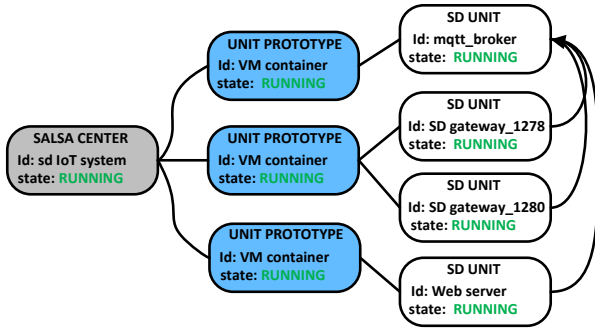 SALSA CENTER
Id: sd IoT system
state: RUNNING
UNIT PROTOTYPE
Id: VM container
state: RUNNING
UNIT PROTOTYPE
Id: VM container
state: RUNNING
UNIT PROTOTYPE
Id: VM container
state: RUNNING
SD UNIT
Id: mqtt_broker
state: RUNNING
SD UNIT
Id: SD gateway_1278
state: RUNNING
SD UNIT
Id: SD gateway_1280
state: RUNNING
SD UNIT
Id: Web server
state: RUNNING